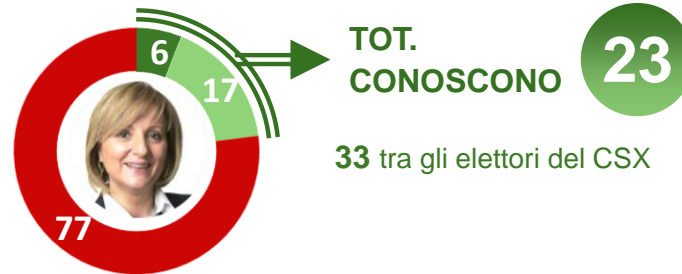 6
17
77
TOT.
CONOSCONO
23
33 tra gli elettori del CSX